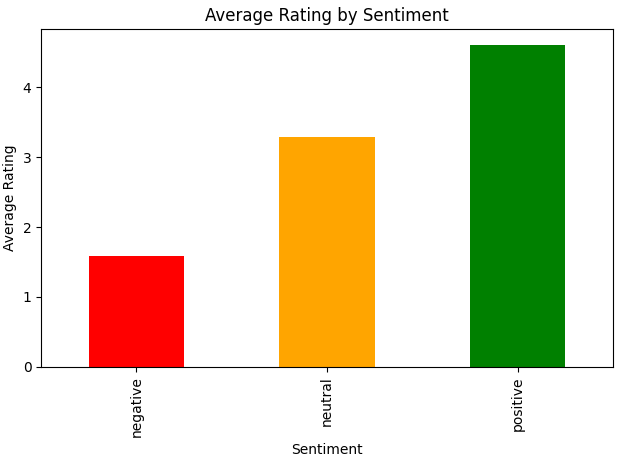 Average Rating by Sentiment
Average Rating
4
3
2
1
0
negative
neutral
positive
Sentiment